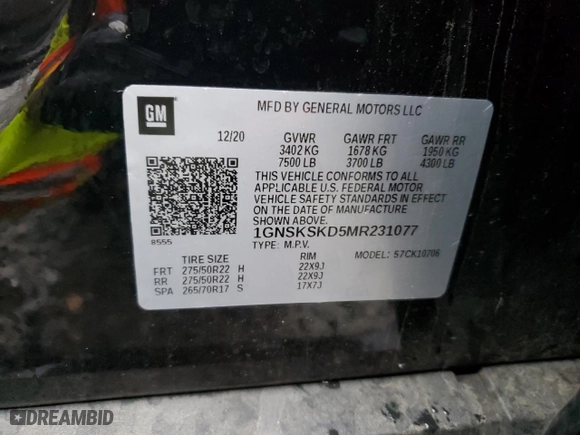 GM
MFD BY GENERAL MOTORS LLC
12/20 GVWR GAWR FRT GAWR RR
3402 KG 1678 KG 1950 KG
7500 LB 3700 LB 4300 LB
THIS VEHICLE CONFORMS TO ALL
APPLICABLE U.S. FEDERAL MOTOR
VEHICLE SAFETY STANDARDS IN EFFECT
ON THE DATE OF MANUFACTURE
SHOWN ABOVE.
8555
1GNSKSKD5MR231077
TYPE: M.P.V. MODEL: 57CK10706
TIRE SIZE RIM
FRT 275/50R22 H 22X9J
RR 275/50R22 H 22X9J
SPA 265/70R17 S 17X7J
DREAMBID